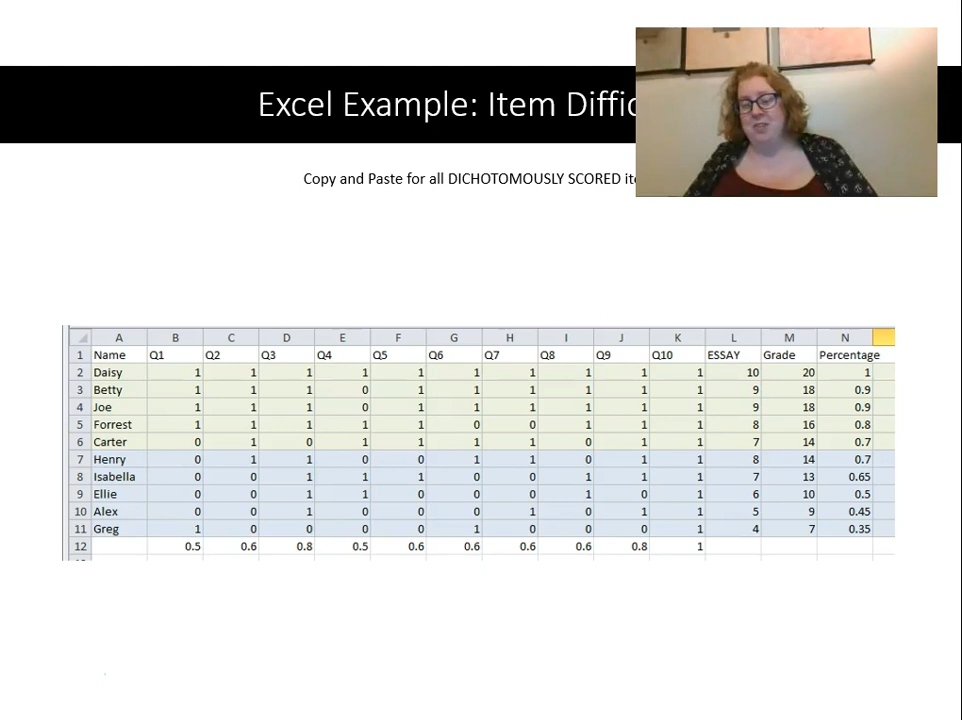 Excel Example: Item Diffic
Copy and Paste for all DICHOTOMOUSLY SCORED ite
A B C D E F G H I J K L M N
1 Name Q1 Q2 Q3 Q4 Q5 Q6 Q7 Q8 Q9 Q10 ESSAY Grade Percentage
2 Daisy 1 1 1 1 1 1 1 1 1 1 10 20 1
3 Betty 1 1 1 0 1 1 1 1 1 1 9 18 0.9
4 Joe 1 1 1 0 1 1 1 1 1 1 9 18 0.9
5 Forrest 1 1 1 1 1 0 0 1 1 1 8 16 0.8
6 Carter 0 1 0 1 1 1 1 0 1 1 7 14 0.7
7 Henry 0 1 1 0 0 1 1 0 1 1 8 14 0.7
8 Isabella 0 0 1 1 1 0 0 1 1 1 7 13 0.65
9 Ellie 0 0 1 1 0 0 0 1 0 1 6 10 0.5
10 Alex 0 0 1 0 0 0 1 0 1 1 5 9 0.45
11 Greg 1 0 0 0 0 1 0 0 0 1 4 7 0.35
12 0.5 0.6 0.8 0.5 0.6 0.6 0.6 0.6 0.8 1